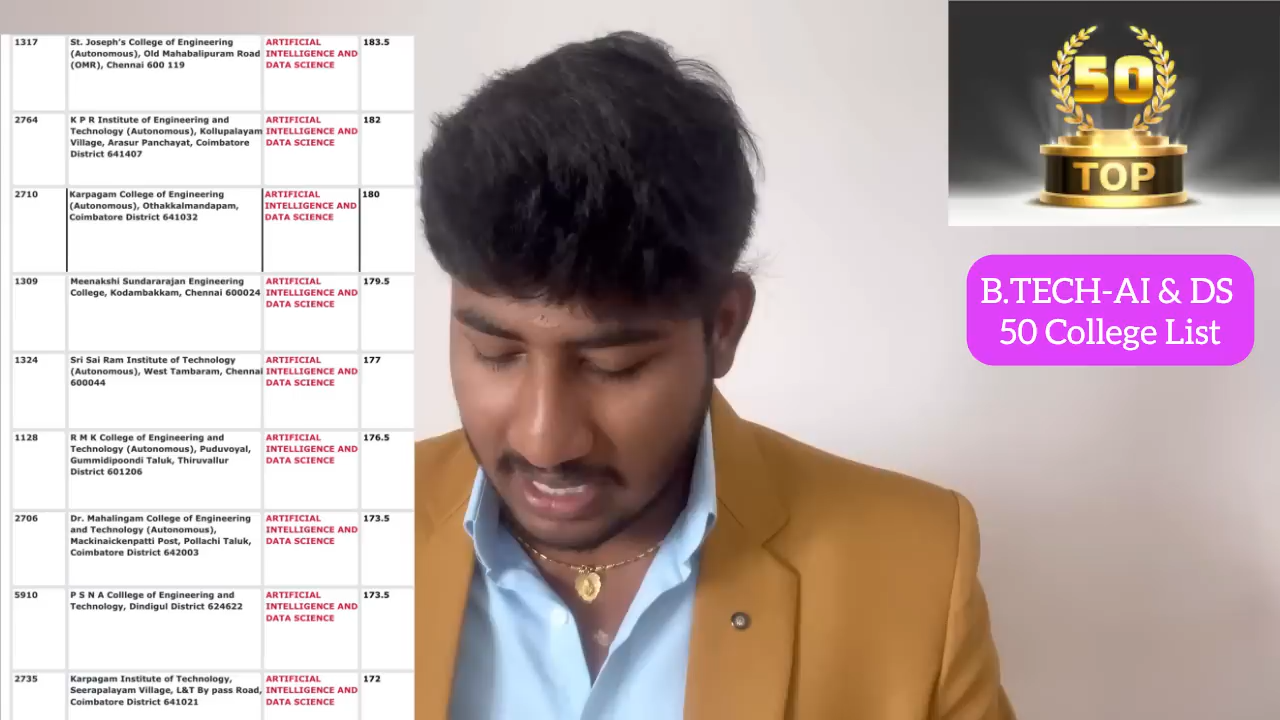 1317 St. Joseph's College of Engineering ARTIFICIAL 183.5
(Autonomous), Old Mahabalipuram Road INTELLIGENCE AND
(OMR), Chennai 600 119 DATA SCIENCE
2764 K P R Institute of Engineering and ARTIFICIAL 182
Technology (Autonomous), Kollupalayam INTELLIGENCE AND
Village, Arasur Panchayat, Coimbatore DATA SCIENCE
District 641407
2710 Karpagam College of Engineering ARTIFICIAL 180
(Autonomous), Othakkalmandapam, INTELLIGENCE AND
Coimbatore District 641032 DATA SCIENCE
1309 Meenakshi Sundararajan Engineering ARTIFICIAL 179.5
College, Kodambakkam, Chennai 600024 INTELLIGENCE AND
DATA SCIENCE
1324 Sri Sai Ram Institute of Technology ARTIFICIAL 177
(Autonomous), West Tambaram, Chennai INTELLIGENCE AND
600044 DATA SCIENCE
1128 R M K College of Engineering and ARTIFICIAL 176.5
Technology (Autonomous), Puduvoyal, INTELLIGENCE AND
Gummidipoondi Taluk, Thiruvallur DATA SCIENCE
District 601206
2706 Dr. Mahalingam College of Engineering ARTIFICIAL 173.5
and Technology (Autonomous), INTELLIGENCE AND
Mackinaickenpatti Post, Pollachi Taluk, DATA SCIENCE
Coimbatore District 642003
5910 P S N A Colllege of Engineering and ARTIFICIAL 173.5
Technology, Dindigul District 624622 INTELLIGENCE AND
DATA SCIENCE
2735 Karpagam Institute of Technology, ARTIFICIAL 172
Seerapalayam Village, L&T By pass Road, INTELLIGENCE AND
Coimbatore District 641021 DATA SCIENCE
50
TOP
B.TECH-AI & DS
50 College List